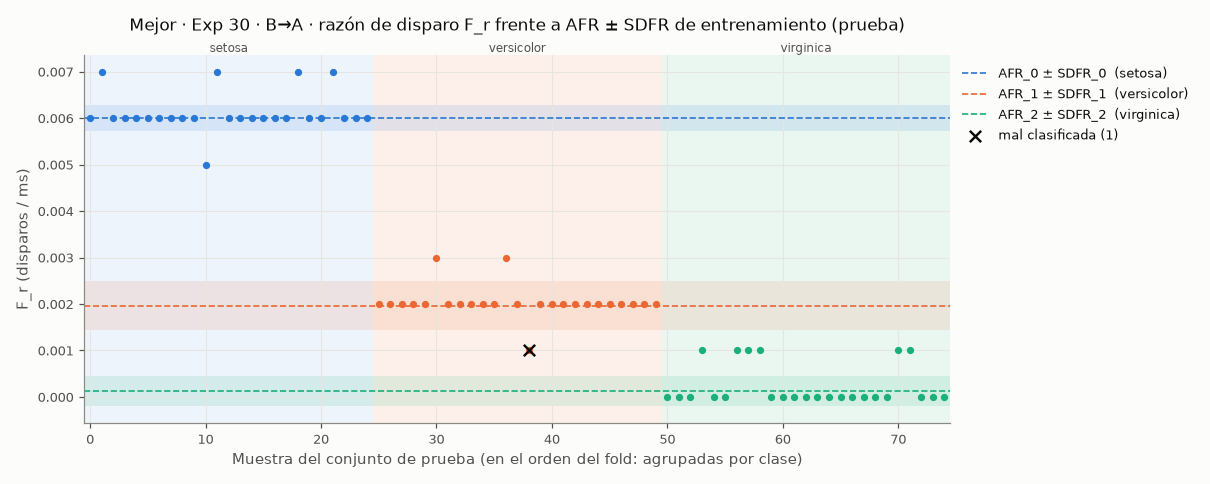 Mejor · Exp 30 · B→A · razón de disparo F_r frente a AFR ± SDFR de entrenamiento (prueba)
setosa
versicolor
virginica
0.007
0.006
0.005
0.004
0.003
0.002
0.001
0.000
F_r (disparos / ms)
0
10
20
30
40
50
60
70
Muestra del conjunto de prueba (en el orden del fold: agrupadas por clase)
AFR_0 ± SDFR_0 (setosa)
AFR_1 ± SDFR_1 (versicolor)
AFR_2 ± SDFR_2 (virginica)
mal clasificada (1)